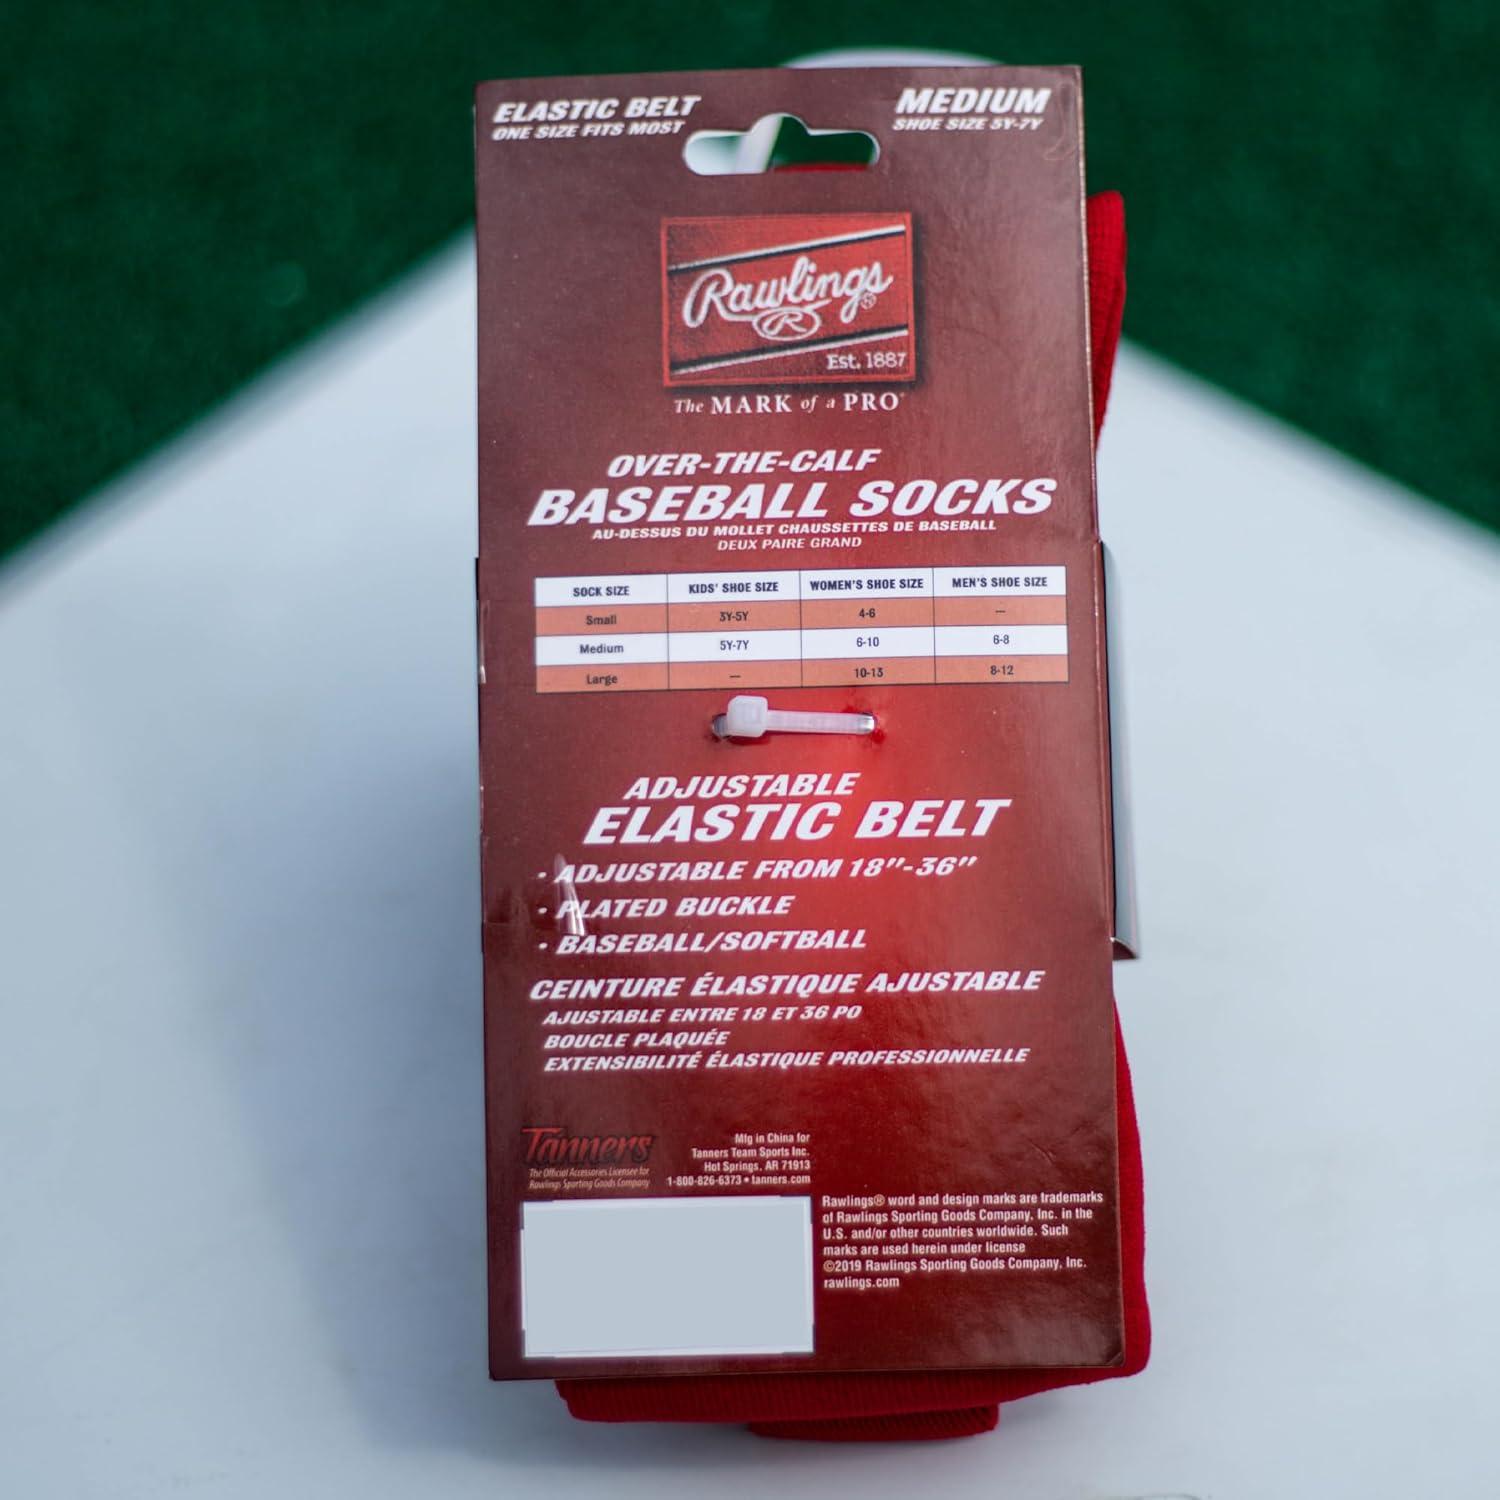 ELASTIC BELT
ONE SIZE FITS MOST
MEDIUM
SHOE SIZE 5Y-7Y
Rawlings®
R
Est. 1887
The MARK of a PRO
OVER-THE-CALF
BASEBALL SOCKS
AU-DESSUS DU MOLLET CHAUSSETTES DE BASEBALL
DEUX PAIRE GRAND
SOCK SIZE KIDS' SHOE SIZE WOMEN'S SHOE SIZE MEN'S SHOE SIZE
Small 3Y-5Y 4-6 —
Medium 5Y-7Y 6-10 6-8
Large — 10-13 8-12
ADJUSTABLE
ELASTIC BELT
• ADJUSTABLE FROM 18"-36"
• PLATED BUCKLE
• BASEBALL/SOFTBALL
CEINTURE ÉLASTIQUE AJUSTABLE
AJUSTABLE ENTRE 18 ET 36 PO
BOUCLE PLAQUÉE
EXTENSIBILITÉ ÉLASTIQUE PROFESSIONNELLE
Tanners
The Official Accessories Licensee for
Rawlings Sporting Goods Company
Mfg in China for
Tanners Team Sports Inc.
Hot Springs, AR 71913
1-800-826-6373 • tanners.com
Rawlings® word and design marks are trademarks
of Rawlings Sporting Goods Company, Inc. in the
U.S. and/or other countries worldwide. Such
marks are used herein under license
©2019 Rawlings Sporting Goods Company, Inc.
rawlings.com